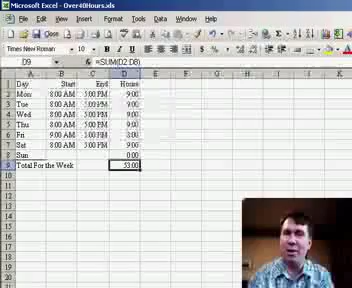 Microsoft Excel - Over40Hours.xls
File Edit View Insert Format Tools Data Window Help Close
Times New Roman 10 B I U
D9 =SUM(D2:D8)
A B C D E F G H I
1 Day Start End Hours
2 Mon 8:00 AM 5:00 PM 9:00
3 Tue 8:00 AM 5:00 PM 9:00
4 Wed 8:00 AM 5:00 PM 9:00
5 Thu 8:00 AM 5:00 PM 9:00
6 Fri 9:00 AM 5:00 PM 8:00
7 Sat 8:00 AM 5:00 PM 9:00
8 Sun 0:00
9 Total For the Week 53:00
10
11
12
13
14
15
16
17
18
19
20
21